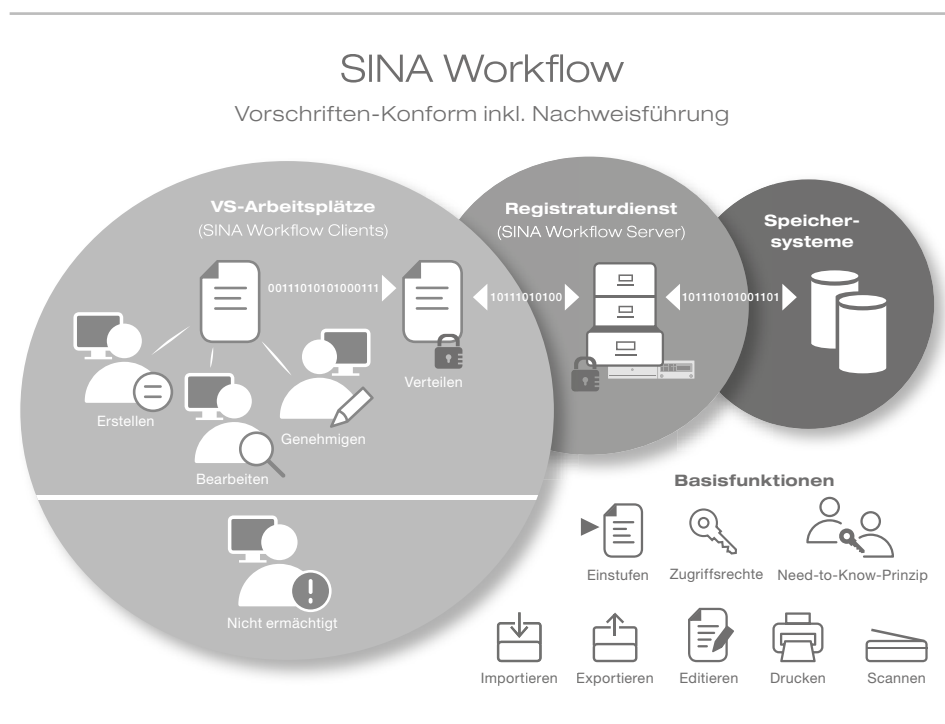 SINA Workflow
Vorschriften-Konform inkl. Nachweisführung
VS-Arbeitsplätze
(SINA Workflow Clients)
00111010101000111
Erstellen
Bearbeiten
Genehmigen
Verteilen
Nicht ermächtigt
10111010100
Registraturdienst
(SINA Workflow Server)
101110101001101
Speicher-
systeme
Basisfunktionen
Einstufen
Zugriffsrechte
Need-to-Know-Prinzip
Importieren
Exportieren
Editieren
Drucken
Scannen